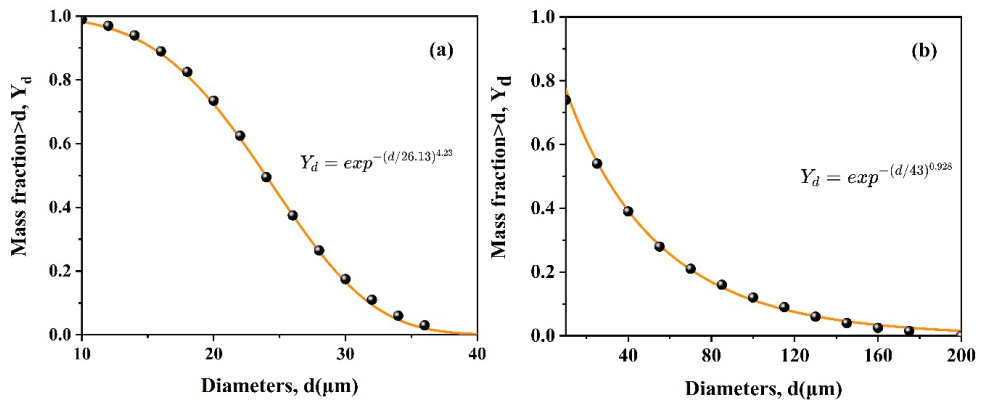 1.0
0.8
0.6
0.4
0.2
0.0
10 20 30 40
Mass fraction>d, Y_d
Diameters, d(μm)
(a)
Y_d = exp^{-(d/26.13)^{4.23}}
1.0
0.8
0.6
0.4
0.2
0.0
40 80 120 160 200
Mass fraction>d, Y_d
Diameters, d(μm)
(b)
Y_d = exp^{-(d/43)^{0.928}}